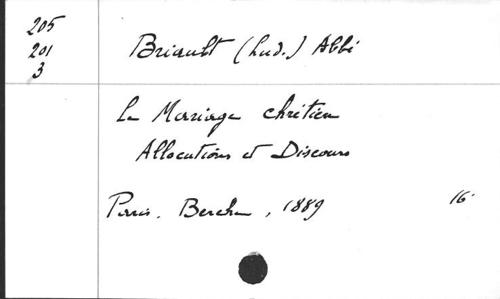 205
201
3
Briault (Lud.) Abbé
Le Mariage chrétien
Allocutions et Discours
Paris. Berche, 1889 16